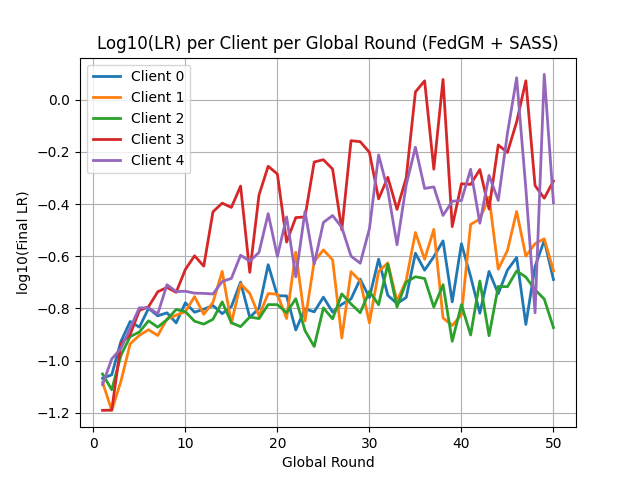 Log10(LR) per Client per Global Round (FedGM + SASS)
Client 0
Client 1
Client 2
Client 3
Client 4
log10(Final LR)
0.0
−0.2
−0.4
−0.6
−0.8
−1.0
−1.2
0 10 20 30 40 50
Global Round